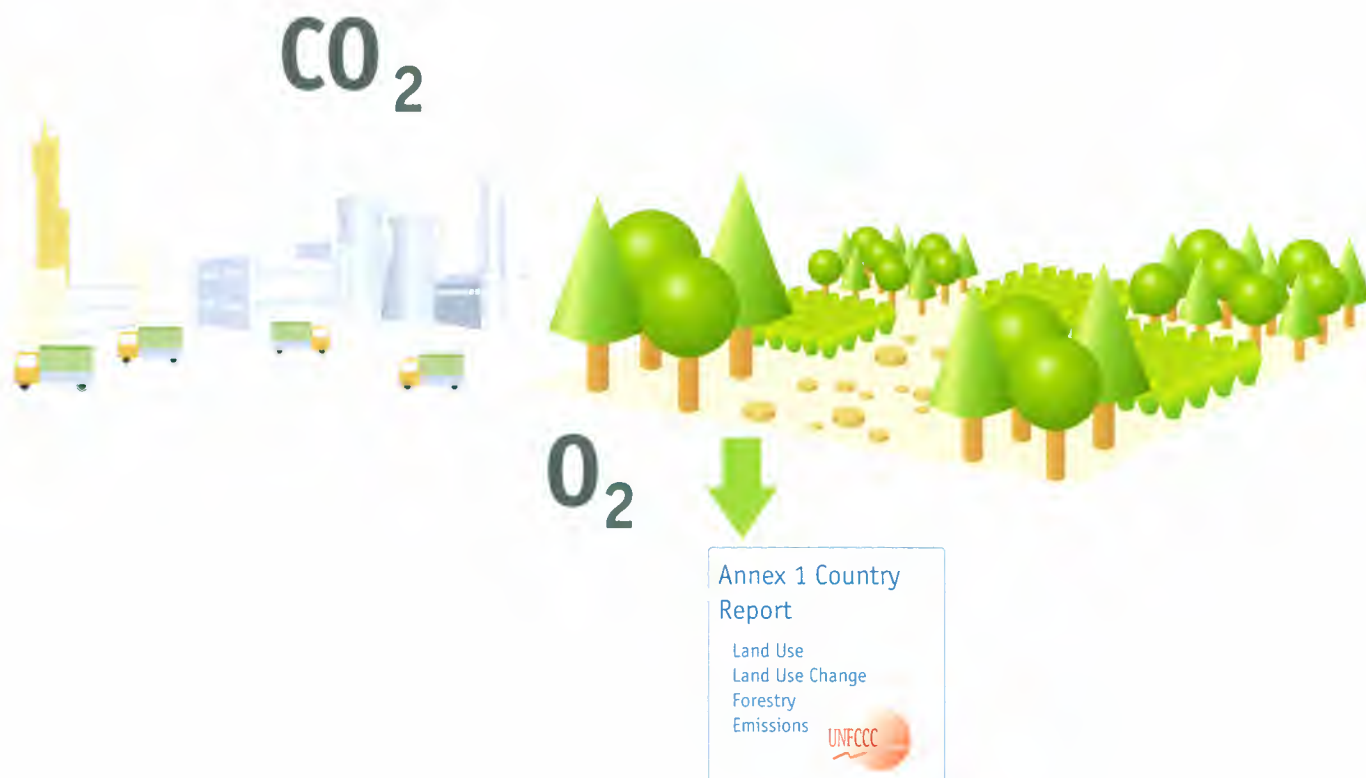 CO2
O2
Annex 1 Country
Report
Land Use
Land Use Change
Forestry
Emissions
UNFCCC